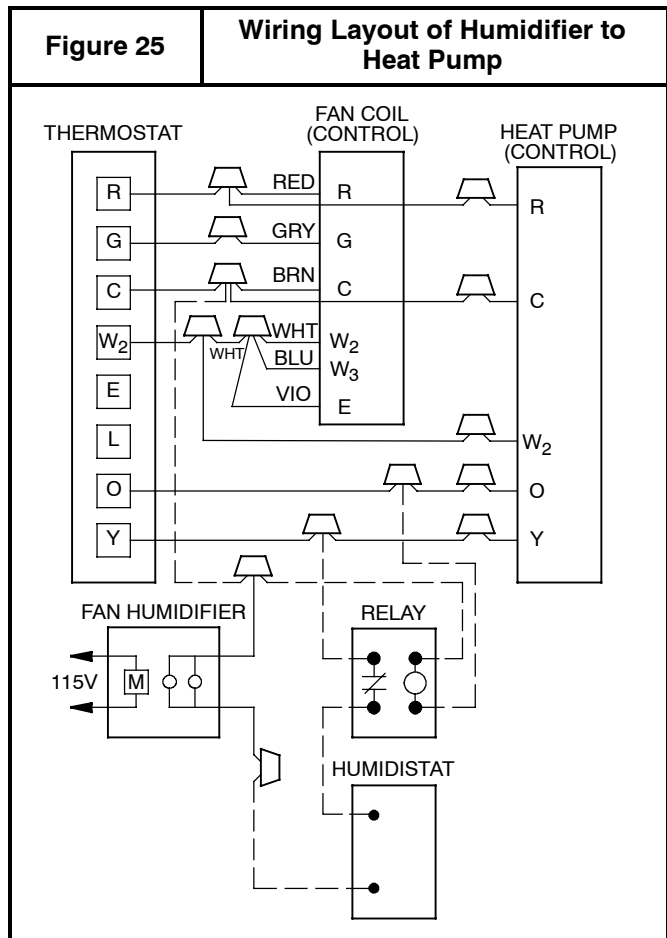 Figure 25
Wiring Layout of Humidifier to
Heat Pump
THERMOSTAT
FAN COIL
(CONTROL)
HEAT PUMP
(CONTROL)
R
RED
R
R
G
GRY
G
C
BRN
C
C
W2
WHT
WHT
W2
BLU
W3
E
VIO
E
L
W2
O
O
Y
Y
FAN HUMIDIFIER
RELAY
115V
M
HUMIDISTAT